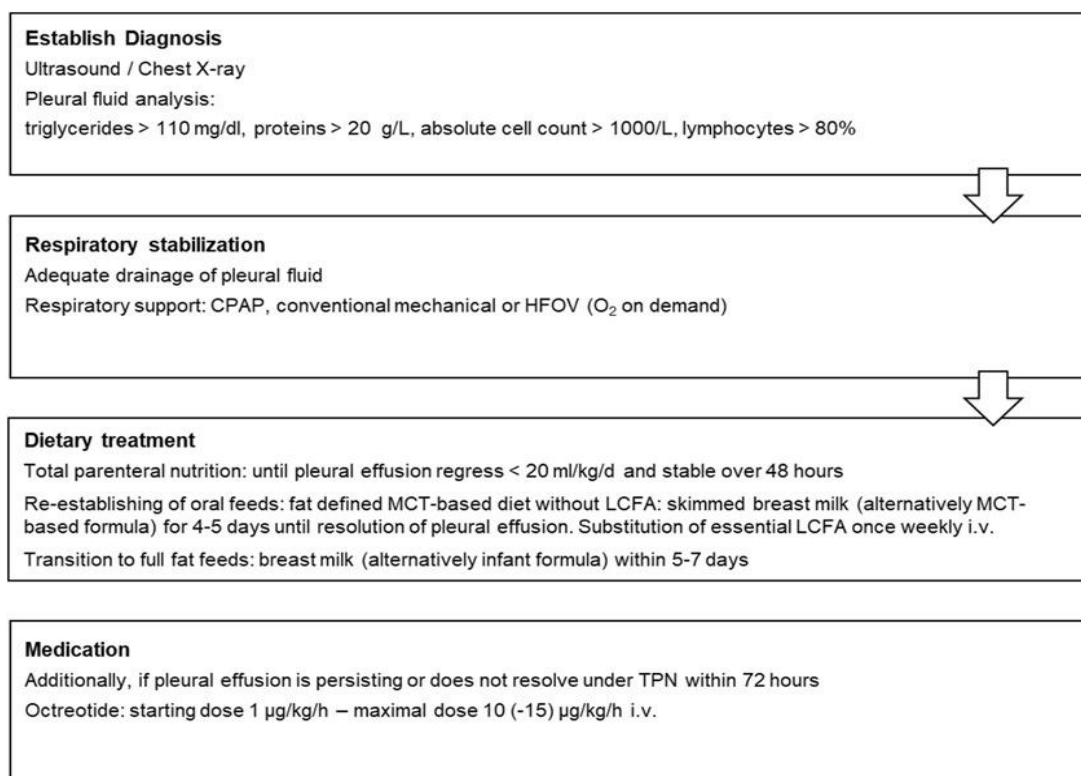 Establish Diagnosis
Ultrasound / Chest X-ray
Pleural fluid analysis:
triglycerides > 110 mg/dl, proteins > 20 g/L, absolute cell count > 1000/L, lymphocytes > 80%
Respiratory stabilization
Adequate drainage of pleural fluid
Respiratory support: CPAP, conventional mechanical or HFOV (O₂ on demand)
Dietary treatment
Total parenteral nutrition: until pleural effusion regress < 20 ml/kg/d and stable over 48 hours
Re-establishing of oral feeds: fat defined MCT-based diet without LCFA: skimmed breast milk (alternatively MCT-
based formula) for 4-5 days until resolution of pleural effusion. Substitution of essential LCFA once weekly i.v.
Transition to full fat feeds: breast milk (alternatively infant formula) within 5-7 days
Medication
Additionally, if pleural effusion is persisting or does not resolve under TPN within 72 hours
Octreotide: starting dose 1 µg/kg/h – maximal dose 10 (-15) µg/kg/h i.v.